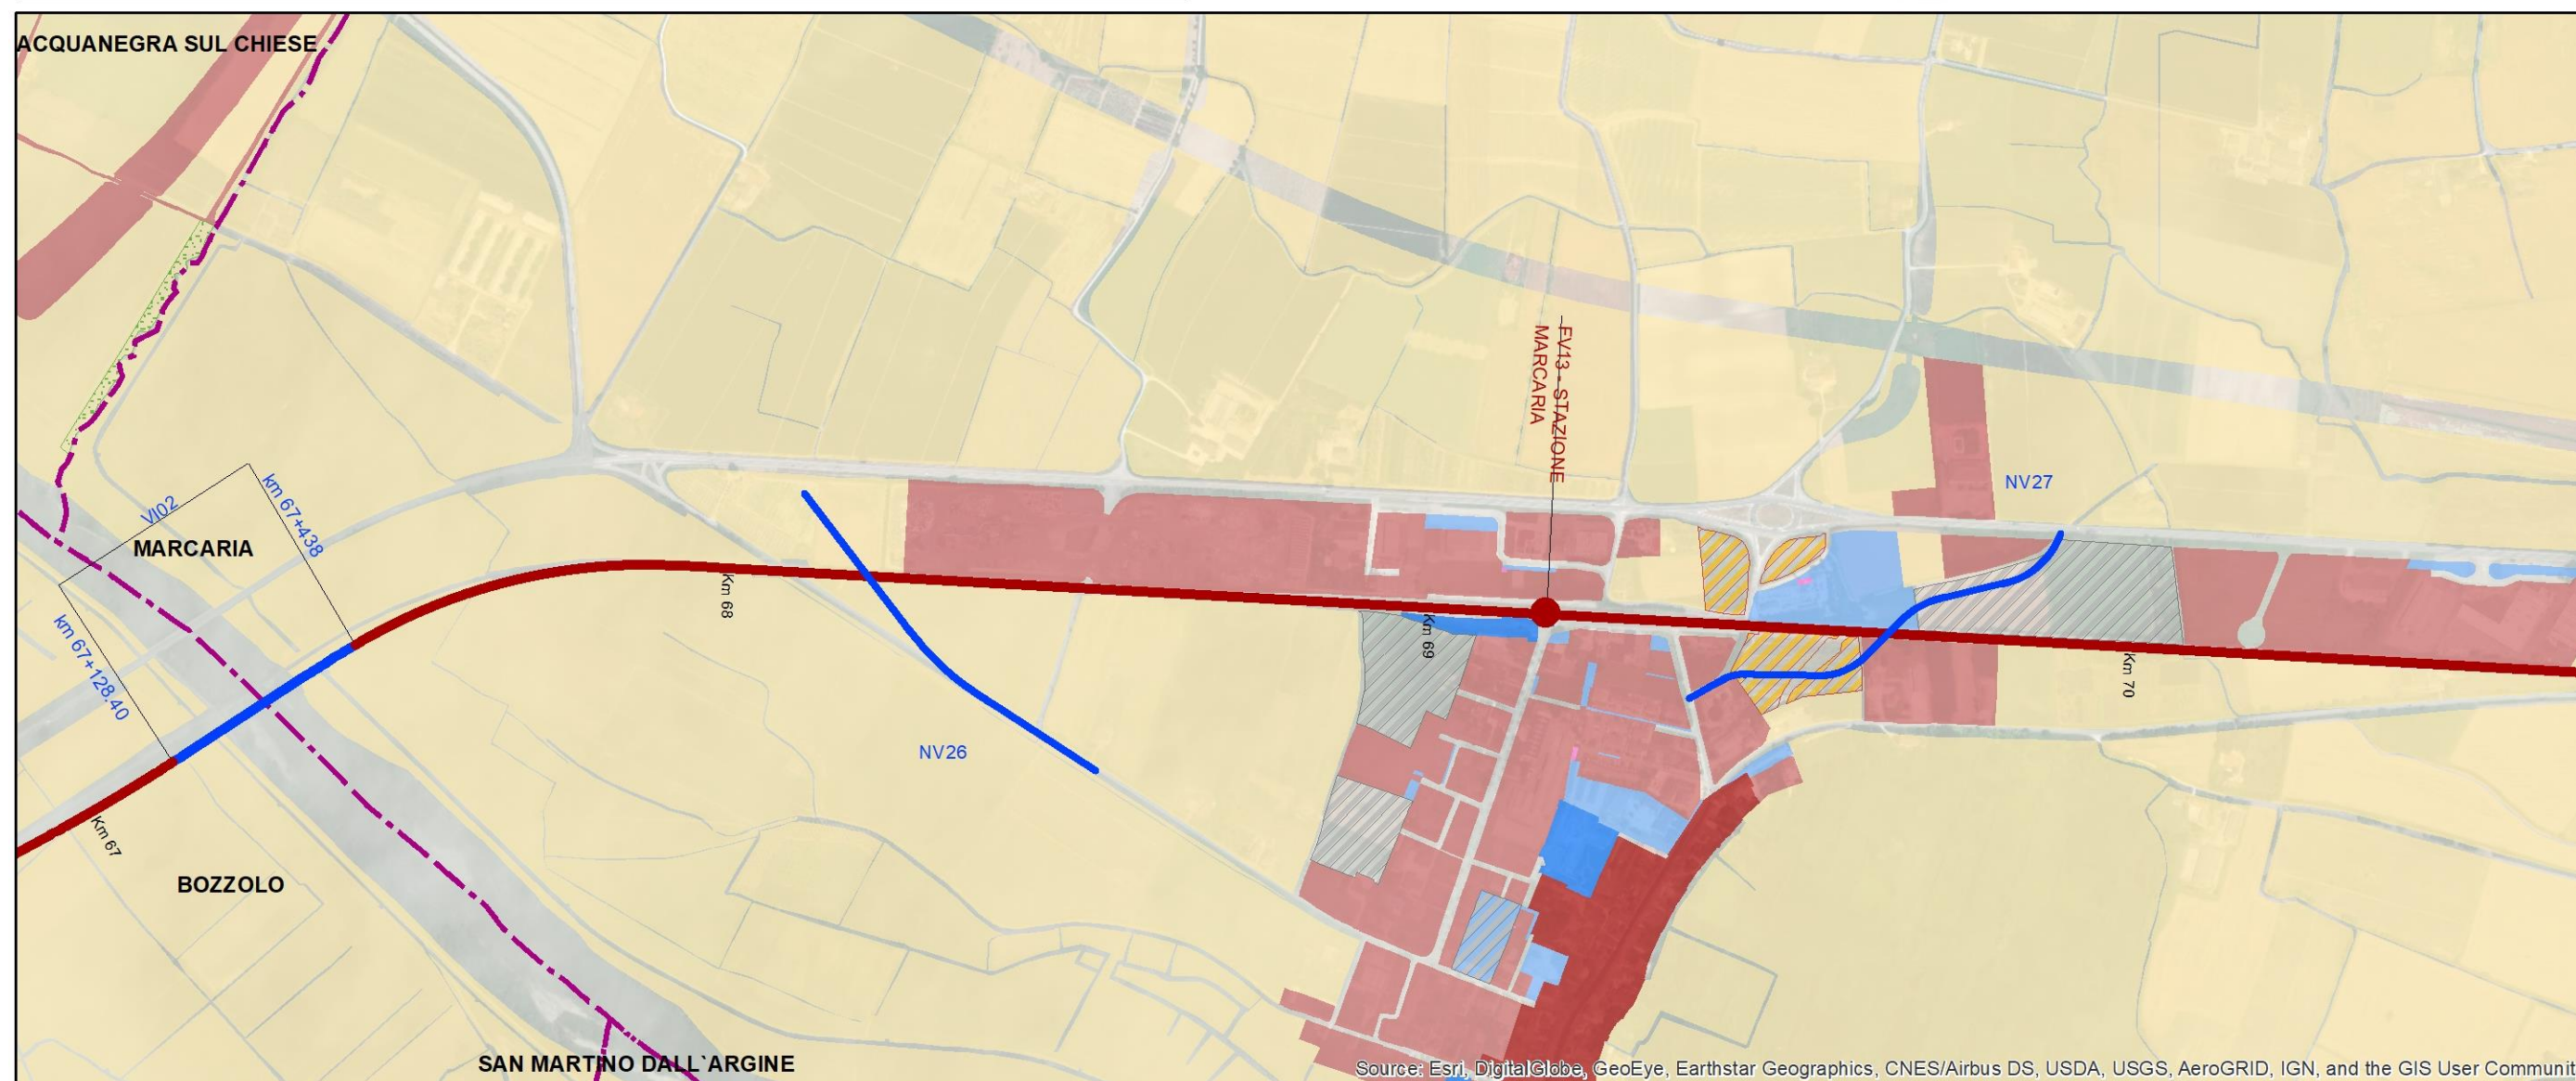 ACQUANEGRA SUL CHIESE
FV13 - STAZIONE
MARCARIA
VI02
km 67+438
MARCARIA
NV27
km 67+128.40
Km 68
Km 69
Km 70
NV26
Km 67
BOZZOLO
SAN MARTINO DALL`ARGINE
Source: Esri, DigitalGlobe, GeoEye, Earthstar Geographics, CNES/Airbus DS, USDA, USGS, AeroGRID, IGN, and the GIS User Communit